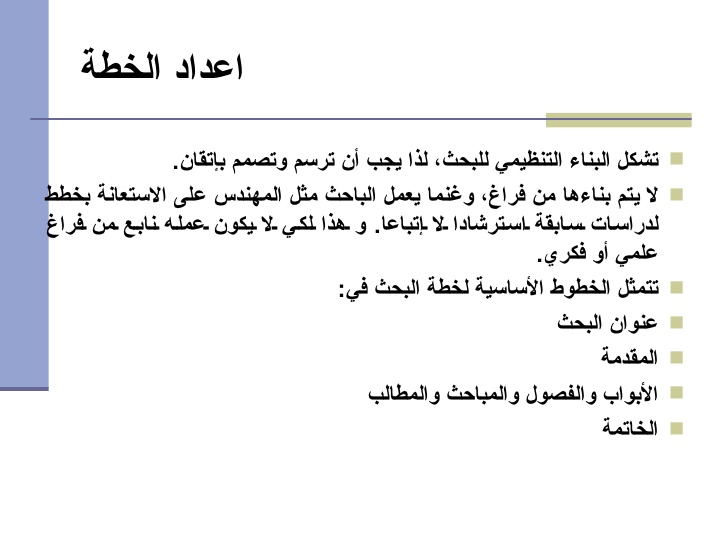 اعداد الخطة
تشكل البناء التنظيمي للبحث، لذا يجب أن ترسم وتصمم بإتقان.
لا يتم بناءها من فراغ، وغنما يعمل الباحث مثل المهندس على الاستعانة بخطط
لدراسات سابقة استرشادا لا إتباعا. و هذا لكي لا يكون عمله نابع من فراغ
علمي أو فكري.
تتمثل الخطوط الأساسية لخطة البحث في:
عنوان البحث
المقدمة
الأبواب والفصول والمباحث والمطالب
الخاتمة